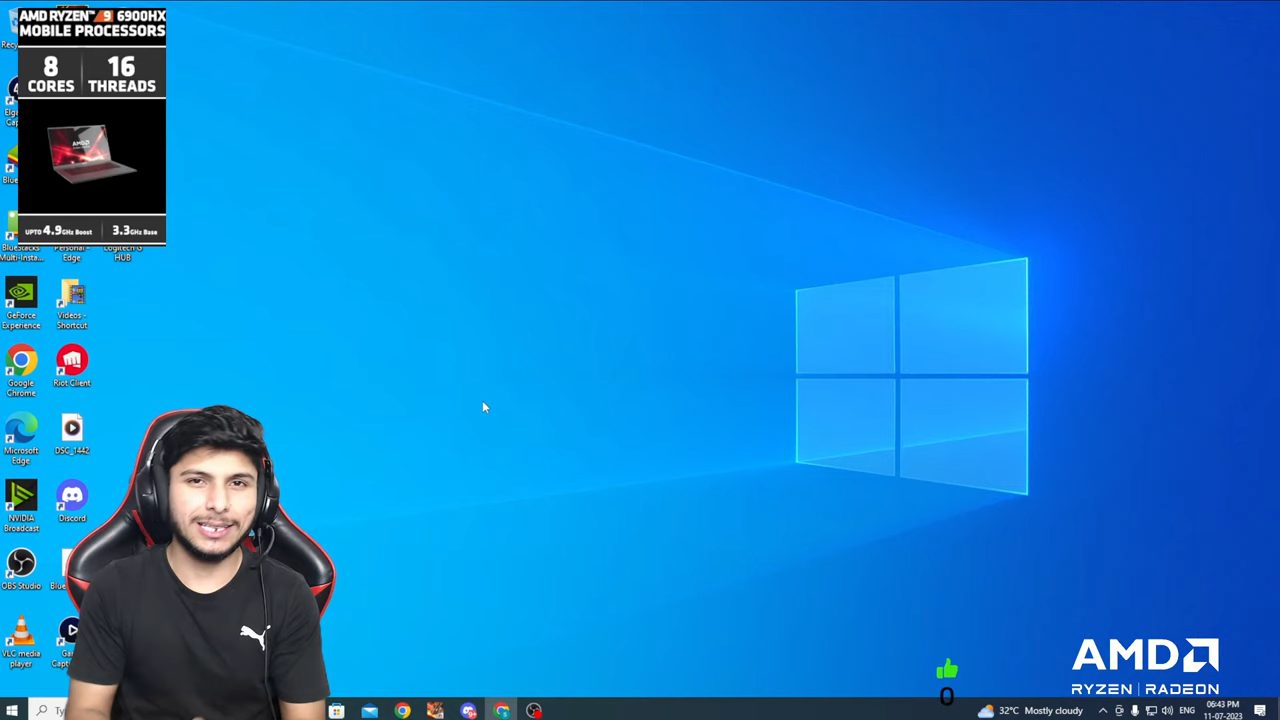 AMD RYZEN™ 9 6900HX
MOBILE PROCESSORS
8
CORES
16
THREADS
AMD
UPTO 4.9GHz Boost
3.3GHz Base
Multi-Insta...
Personal -
Edge
Logitech G
HUB
GeForce
Experience
Videos -
Shortcut
Google
Chrome
Riot Client
Microsoft
Edge
DSC_1442
NVIDIA
Broadcast
Discord
OBS Studio
VLC media
player
0
AMD
RYZEN | RADEON
32°C Mostly cloudy
ENG
06:43 PM
11-07-2023